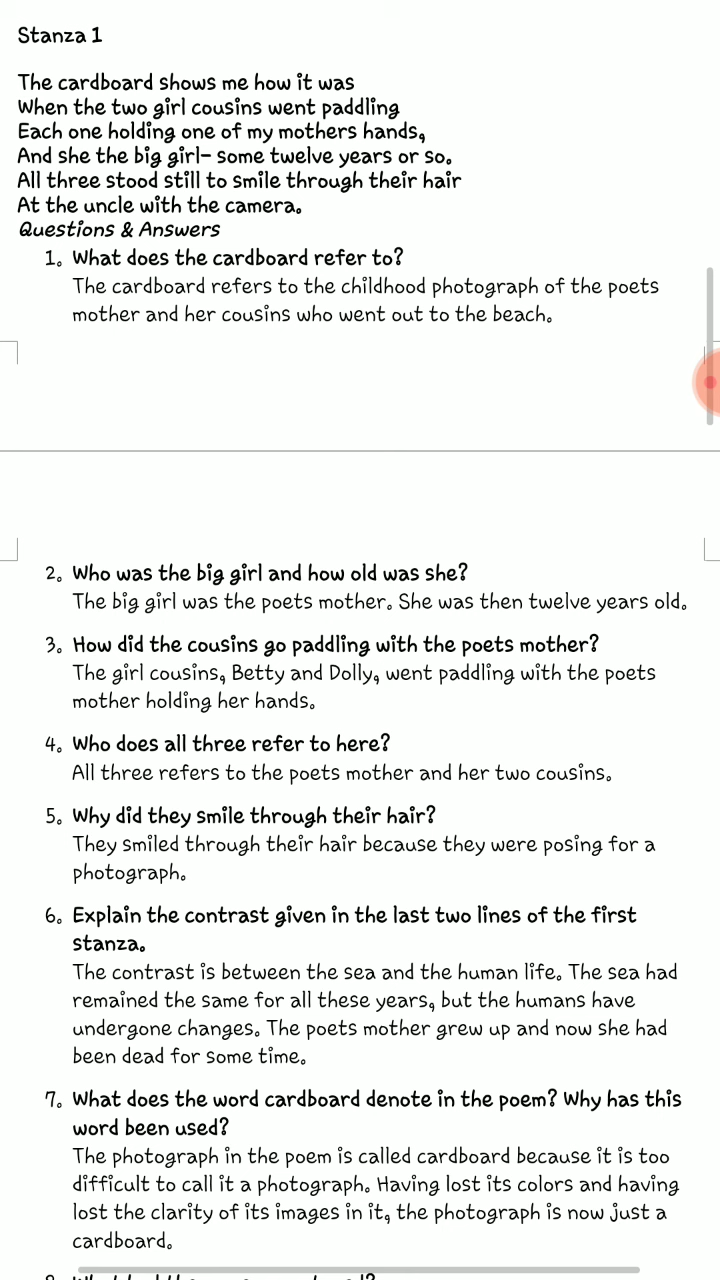 Stanza 1
The cardboard shows me how it was
When the two girl cousins went paddling
Each one holding one of my mothers hands,
And she the big girl- some twelve years or so.
All three stood still to smile through their hair
At the uncle with the camera.
Questions & Answers
1. What does the cardboard refer to?
The cardboard refers to the childhood photograph of the poets
mother and her cousins who went out to the beach.
2. Who was the big girl and how old was she?
The big girl was the poets mother. She was then twelve years old.
3. How did the cousins go paddling with the poets mother?
The girl cousins, Betty and Dolly, went paddling with the poets
mother holding her hands.
4. Who does all three refer to here?
All three refers to the poets mother and her two cousins.
5. Why did they smile through their hair?
They smiled through their hair because they were posing for a
photograph.
6. Explain the contrast given in the last two lines of the first
stanza.
The contrast is between the sea and the human life. The sea had
remained the same for all these years, but the humans have
undergone changes. The poets mother grew up and now she had
been dead for some time.
7. What does the word cardboard denote in the poem? Why has this
word been used?
The photograph in the poem is called cardboard because it is too
difficult to call it a photograph. Having lost its colors and having
lost the clarity of its images in it, the photograph is now just a
cardboard.